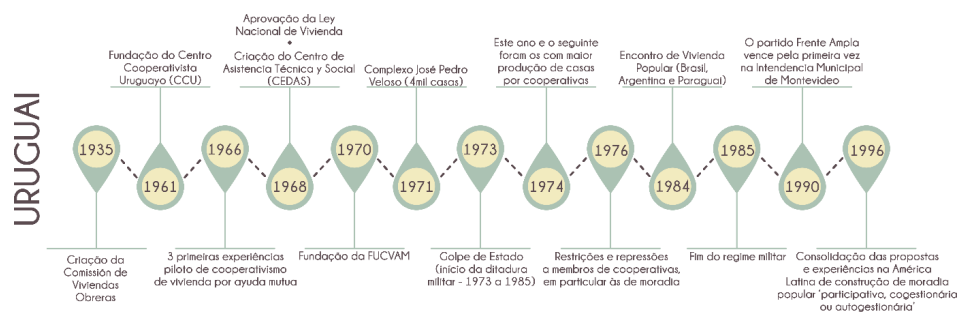 URUGUAI
1935
Criação da
Comissión de
Viviendas
Obreras
Fundação do Centro
Cooperativista
Uruguayo (CCU)
1961
1966
3 primeiras experiências
piloto de cooperativismo
de vivienda por ayuda mutua
Aprovação da Ley
Nacional de Vivienda
•
Criação do Centro de
Asistencia Técnica y Social
(CEDAS)
1968
1970
Fundação da FUCVAM
Complexo José Pedro
Veloso (4mil casas)
1971
1973
Golpe de Estado
(início da ditadura
militar - 1973 a 1985)
Este ano e o seguinte
foram os com maior
produção de casas
por cooperativas
1974
1976
Restrições e repressões
a membros de cooperativas,
em particular às de moradia
Encontro de Vivienda
Popular (Brasil,
Argentina e Paraguai)
1984
1985
Fim do regime militar
O partido Frente Ampla
vence pela primeira vez
na Intendencia Municipal
de Montevideo
1990
1996
Consolidação das propostas
e experiências na América
Latina de construção de moradia
popular 'participativo, cogestionária
ou autogestionária'